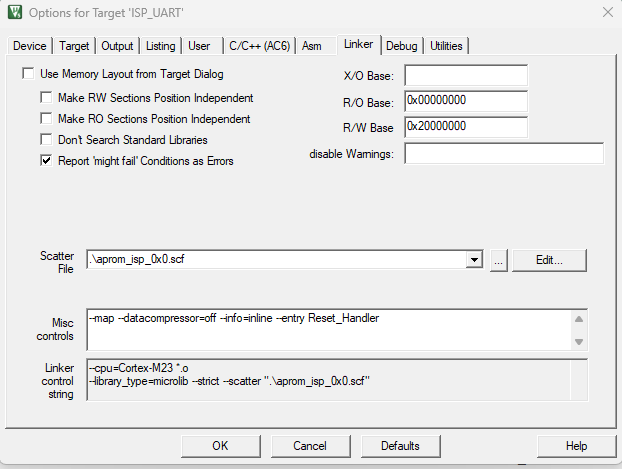 Options for Target 'ISP_UART'
Device Target Output Listing User C/C++ (AC6) Asm Linker Debug Utilities
Use Memory Layout from Target Dialog
Make RW Sections Position Independent
Make RO Sections Position Independent
Don't Search Standard Libraries
Report 'might fail' Conditions as Errors
X/O Base:
R/O Base: 0x00000000
R/W Base 0x20000000
disable Warnings:
Scatter File .\aprom_isp_0x0.scf ... Edit...
Misc controls --map --datacompressor=off --info=inline --entry Reset_Handler
Linker control string --cpu=Cortex-M23 *.o
--library_type=microlib --strict --scatter ".\aprom_isp_0x0.scf"
OK Cancel Defaults Help